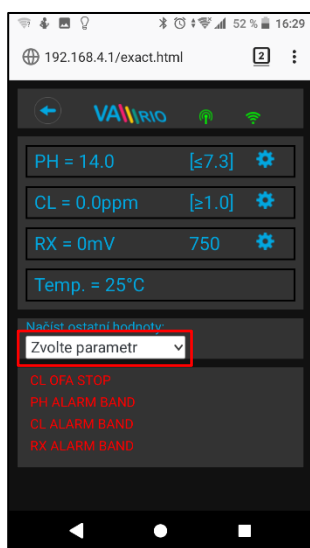 52 % 16:29
192.168.4.1/exact.html 2
VA\\\RIO
PH = 14.0 [≤7.3]
CL = 0.0ppm [≥1.0]
RX = 0mV 750
Temp. = 25°C
Načíst ostatní hodnoty:
Zvolte parametr
CL OFA STOP
PH ALARM BAND
CL ALARM BAND
RX ALARM BAND